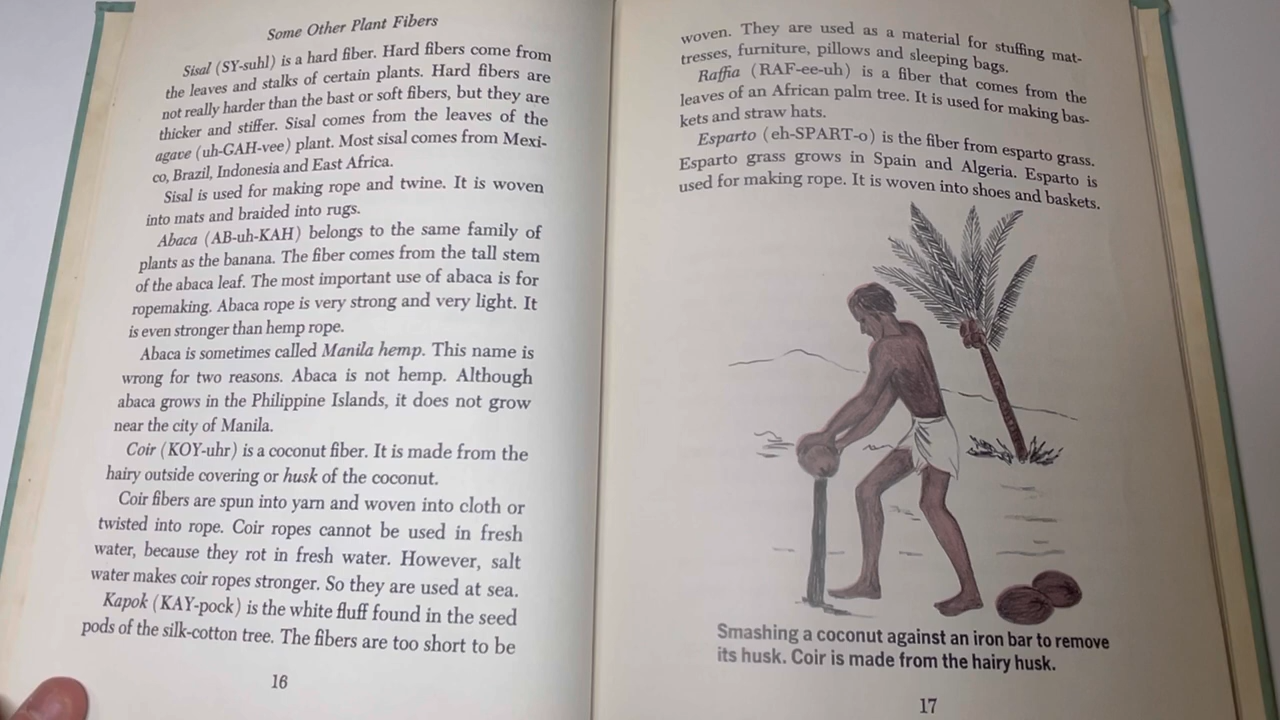 Some Other Plant Fibers
Sisal (SY-suhl) is a hard fiber. Hard fibers come from
the leaves and stalks of certain plants. Hard fibers are
not really harder than the bast or soft fibers, but they are
thicker and stiffer. Sisal comes from the leaves of the
agave (uh-GAH-vee) plant. Most sisal comes from Mexi-
co, Brazil, Indonesia and East Africa.
Sisal is used for making rope and twine. It is woven
into mats and braided into rugs.
Abaca (AB-uh-KAH) belongs to the same family of
plants as the banana. The fiber comes from the tall stem
of the abaca leaf. The most important use of abaca is for
ropemaking. Abaca rope is very strong and very light. It
is even stronger than hemp rope.
Abaca is sometimes called Manila hemp. This name is
wrong for two reasons. Abaca is not hemp. Although
abaca grows in the Philippine Islands, it does not grow
near the city of Manila.
Coir (KOY-uhr) is a coconut fiber. It is made from the
hairy outside covering or husk of the coconut.
Coir fibers are spun into yarn and woven into cloth or
twisted into rope. Coir ropes cannot be used in fresh
water, because they rot in fresh water. However, salt
water makes coir ropes stronger. So they are used at sea.
Kapok (KAY-pock) is the white fluff found in the seed
pods of the silk-cotton tree. The fibers are too short to be
16
woven. They are used as a material for stuffing mat-
tresses, furniture, pillows and sleeping bags.
Raffia (RAF-ee-uh) is a fiber that comes from the
leaves of an African palm tree. It is used for making bas-
kets and straw hats.
Esparto (eh-SPART-o) is the fiber from esparto grass.
Esparto grass grows in Spain and Algeria. Esparto is
used for making rope. It is woven into shoes and baskets.
Smashing a coconut against an iron bar to remove
its husk. Coir is made from the hairy husk.
17